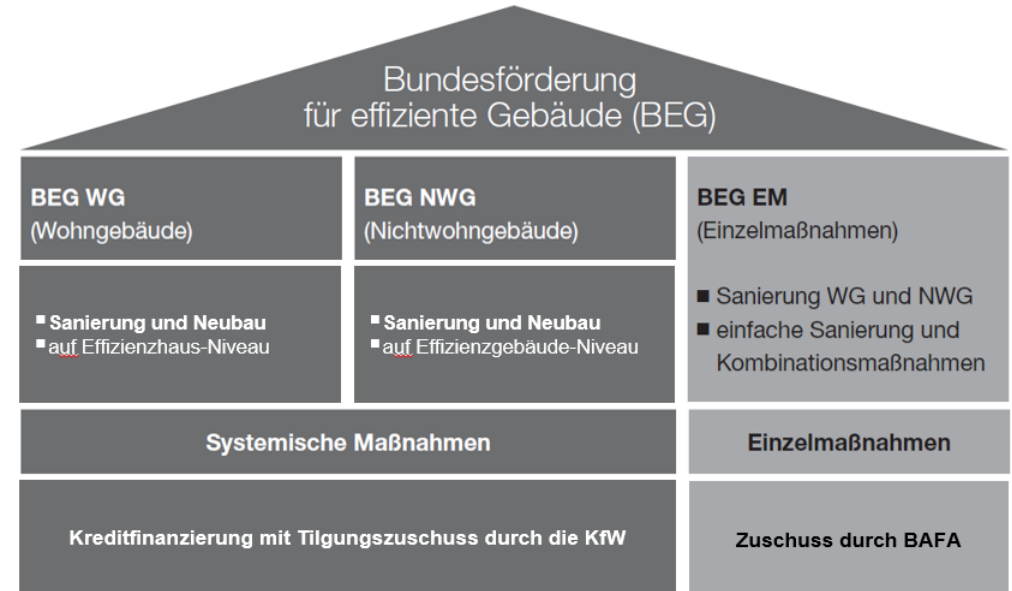 Bundesförderung
für effiziente Gebäude (BEG)
BEG WG
(Wohngebäude)
BEG NWG
(Nichtwohngebäude)
BEG EM
(Einzelmaßnahmen)
▪ Sanierung und Neubau
▪ auf Effizienzhaus-Niveau
▪ Sanierung und Neubau
▪ auf Effizienzgebäude-Niveau
■ Sanierung WG und NWG
■ einfache Sanierung und
Kombinationsmaßnahmen
Systemische Maßnahmen
Einzelmaßnahmen
Kreditfinanzierung mit Tilgungszuschuss durch die KfW
Zuschuss durch BAFA